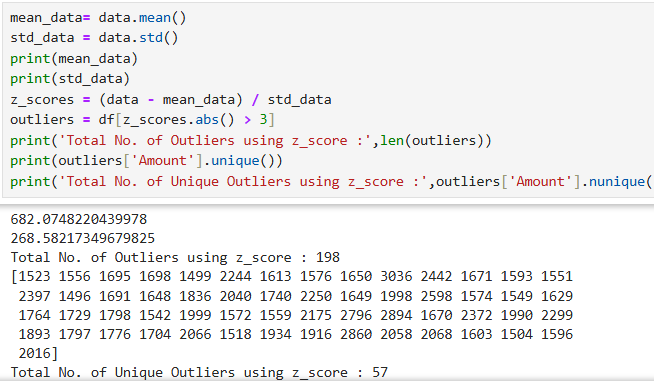 mean_data= data.mean()
std_data = data.std()
print(mean_data)
print(std_data)
z_scores = (data - mean_data) / std_data
outliers = df[z_scores.abs() > 3]
print('Total No. of Outliers using z_score :',len(outliers))
print(outliers['Amount'].unique())
print('Total No. of Unique Outliers using z_score :',outliers['Amount'].nunique(
682.0748220439978
268.58217349679825
Total No. of Outliers using z_score : 198
[1523 1556 1695 1698 1499 2244 1613 1576 1650 3036 2442 1671 1593 1551
2397 1496 1691 1648 1836 2040 1740 2250 1649 1998 2598 1574 1549 1629
1764 1729 1798 1542 1999 1572 1559 2175 2796 2894 1670 2372 1990 2299
1893 1797 1776 1704 2066 1518 1934 1916 2860 2058 2068 1603 1504 1596
2016]
Total No. of Unique Outliers using z_score : 57